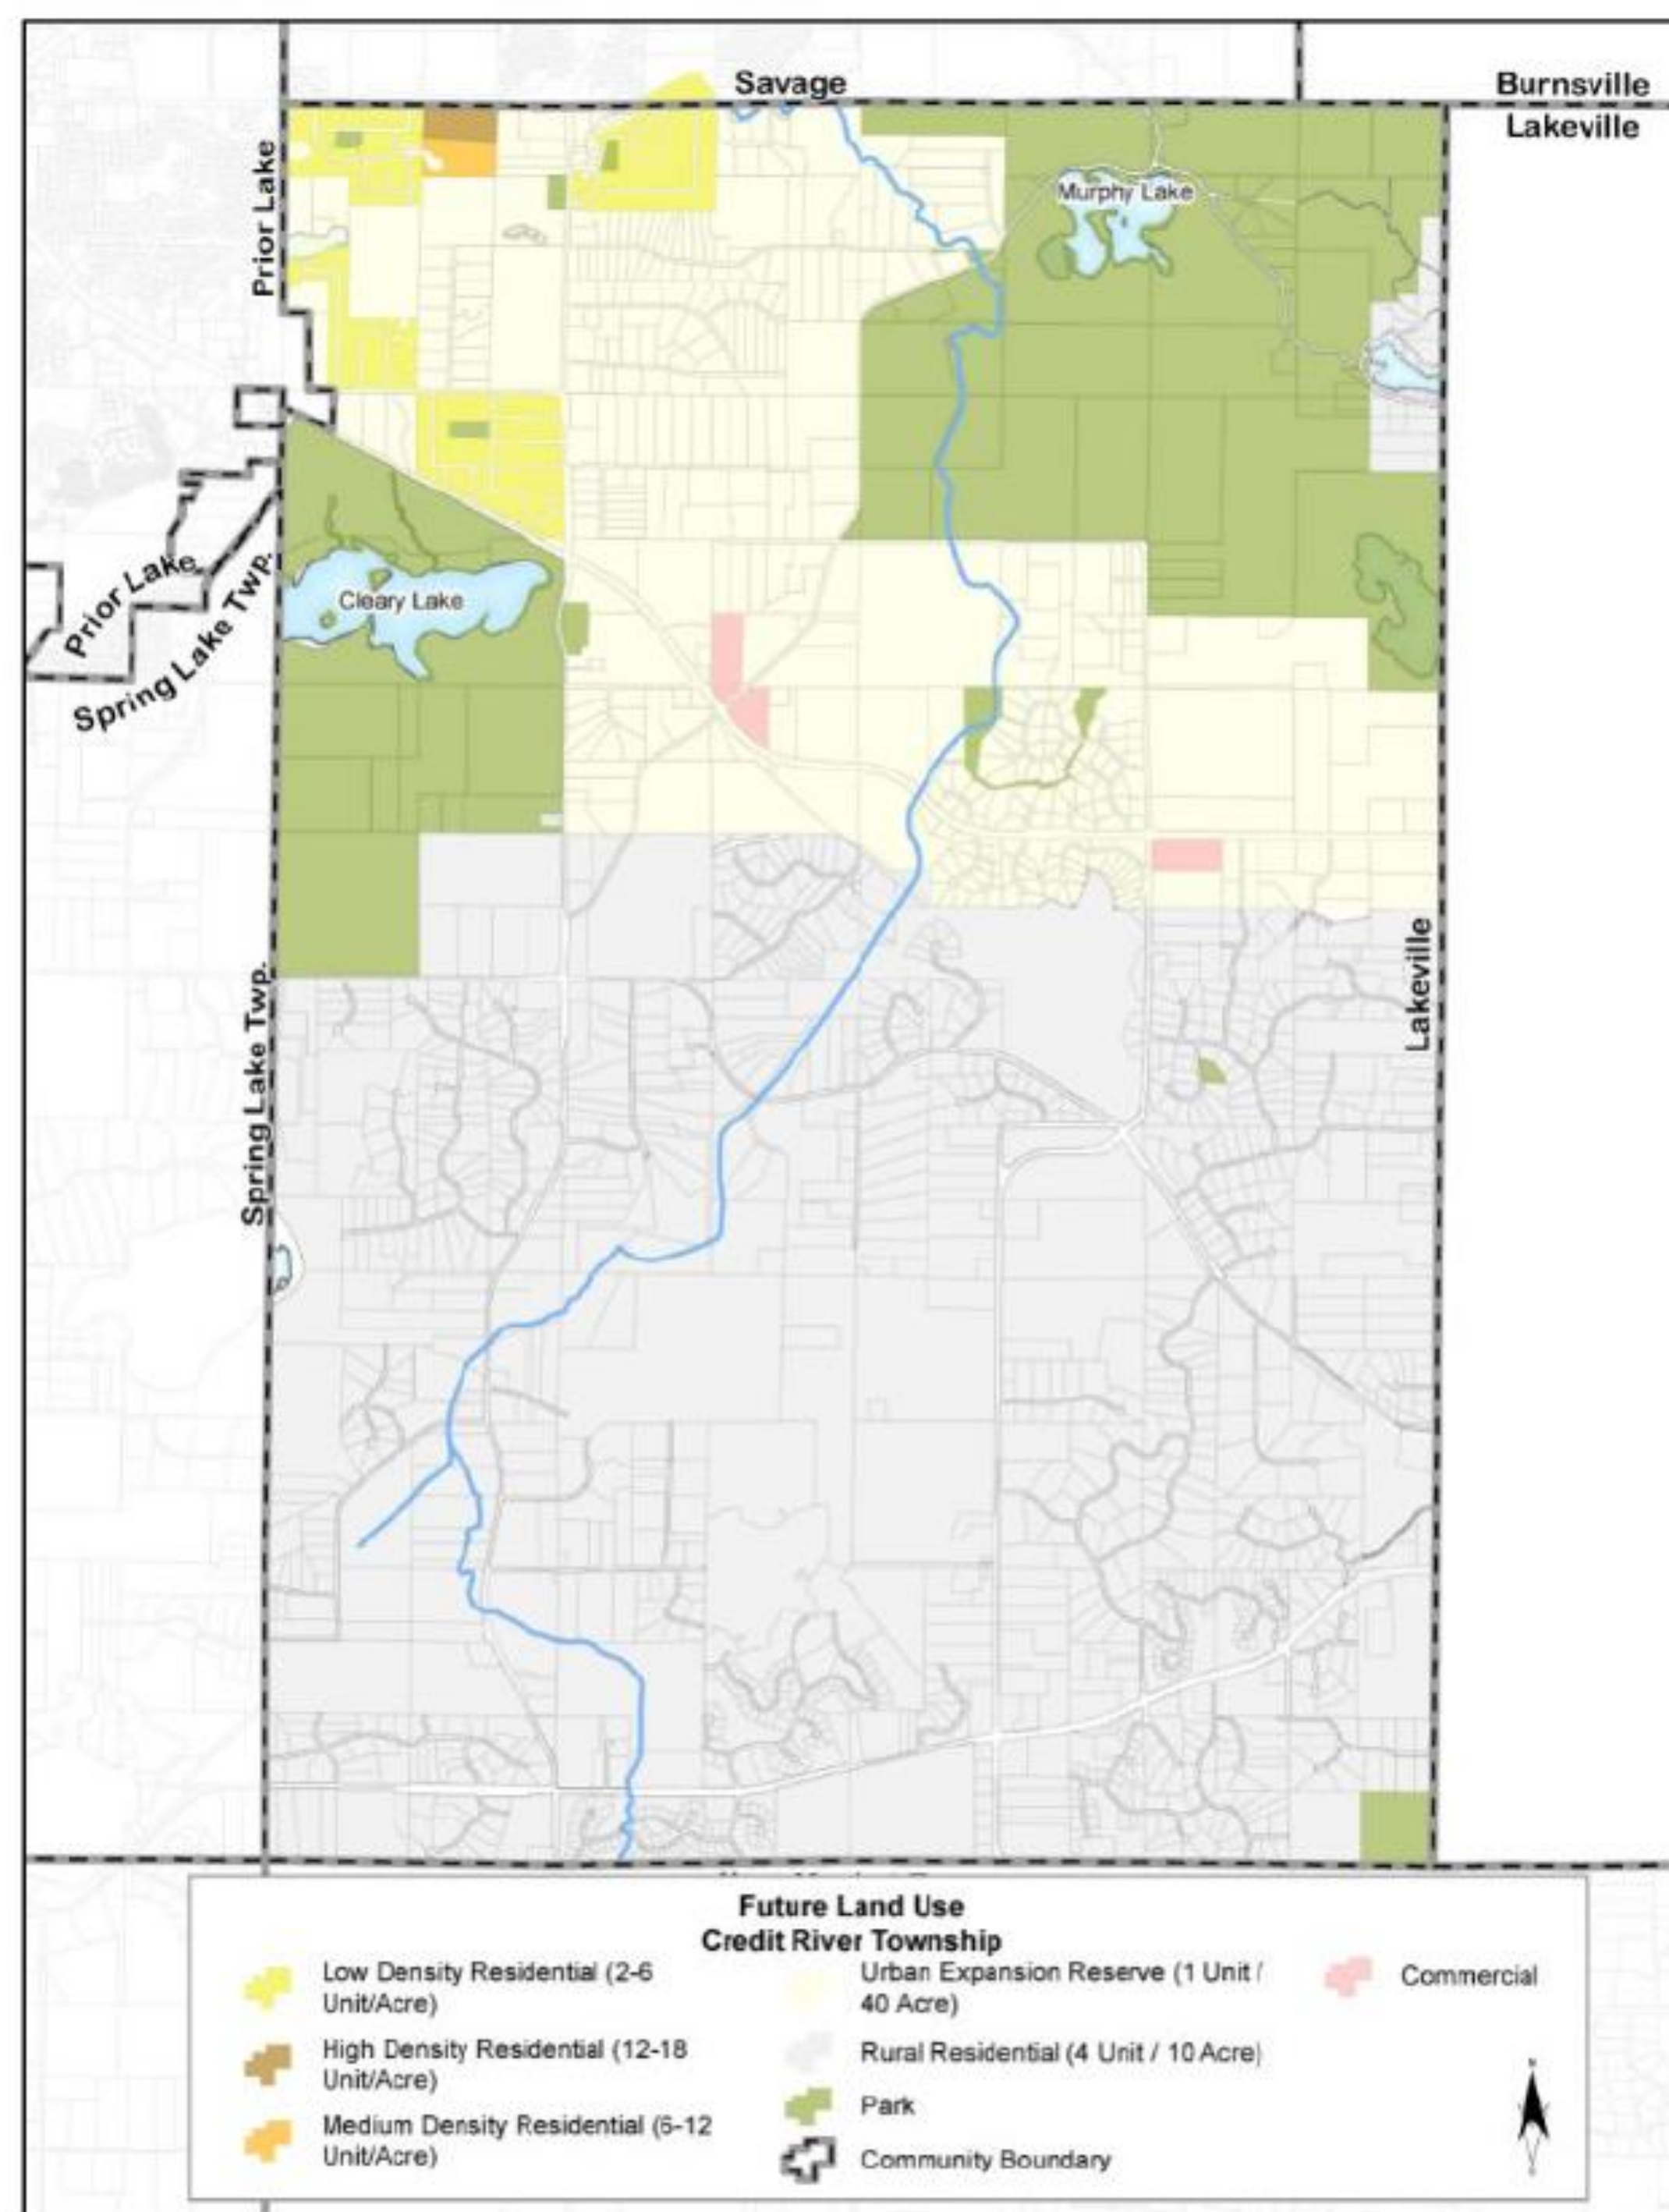 Savage
Burnsville
Lakeville
Prior Lake
Murphy Lake
Cleary Lake
Prior Lake
Spring Lake Twp.
Spring Lake Twp.
Lakeville
Future Land Use
Credit River Township
Low Density Residential (2-6
Unit/Acre)
High Density Residential (12-18
Unit/Acre)
Medium Density Residential (6-12
Unit/Acre)
Urban Expansion Reserve (1 Unit /
40 Acre)
Rural Residential (4 Unit / 10 Acre)
Park
Community Boundary
Commercial
N